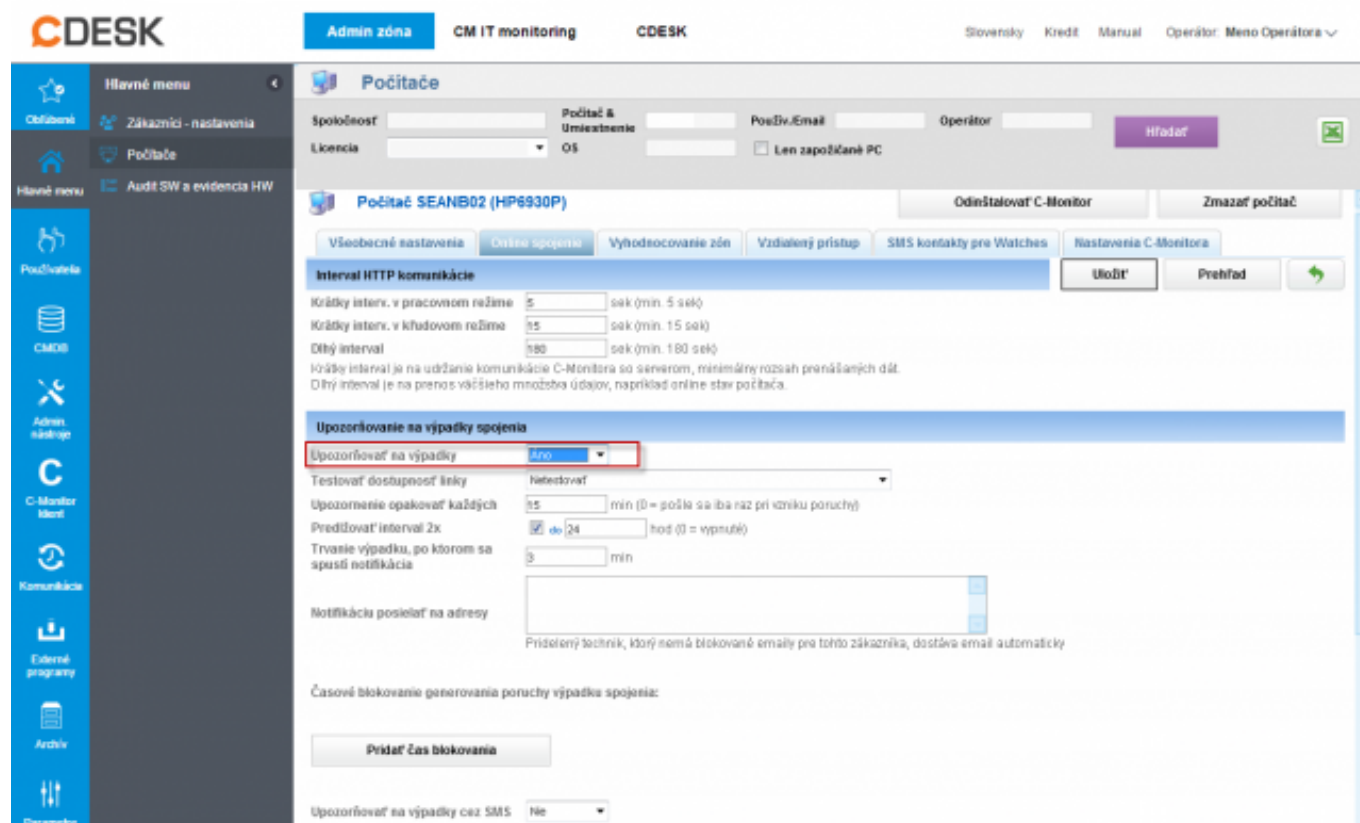 CDESK
Admin zóna CM IT monitoring CDESK Slovensky Kredit Manual Operátor: Meno Operátora
Hlavné menu
Počítače
Obľúbené
Zákazníci - nastavenia
Spoločnosť Počítač & Umiestnenie Použív./Email Operátor Hľadať
Počítače
Licencia OS Len zapožičané PC
Hlavné menu
Audit SW a evidencia HW
Počítač SEANB02 (HP6930P) Odinštalovať C-Monitor Zmazať počítač
Používatelia
Všeobecné nastavenia Online spojenie Vyhodnocovanie zón Vzdialený prístup SMS kontakty pre Watches Nastavenia C-Monitora
Interval HTTP komunikácie Uložiť Prehľad
Krátky interv. v pracovnom režime 5 sek (min. 5 sek)
Krátky interv. v kľudovom režime 15 sek (min. 15 sek)
CMDB
Dlhý interval 180 sek (min. 180 sek)
Krátky interval je na udržanie komunikácie C-Monitora so serverom, minimálny rozsah prenášaných dát.
Dlhý interval je na prenos väčšieho množstva údajov, napríklad online stav počítača.
Admin. nástroje
Upozorňovanie na výpadky spojenia
Upozorňovať na výpadky Áno
Testovať dostupnosť linky Netestovať
C-Monitor klient
Upozornenie opakovať každých 15 min (0 = pošle sa iba raz pri vzniku poruchy)
Predlžovať interval 2x do 24 hod (0 = vypnuté)
Trvanie výpadku, po ktorom sa spustí notifikácia 3 min
Komunikácia
Notifikáciu posielať na adresy
Pridelený technik, ktorý nemá blokované emaily pre tohto zákazníka, dostáva email automaticky
Externé programy
Časové blokovanie generovania poruchy výpadku spojenia:
Archív
Pridať čas blokovania
Upozorňovať na výpadky cez SMS Nie